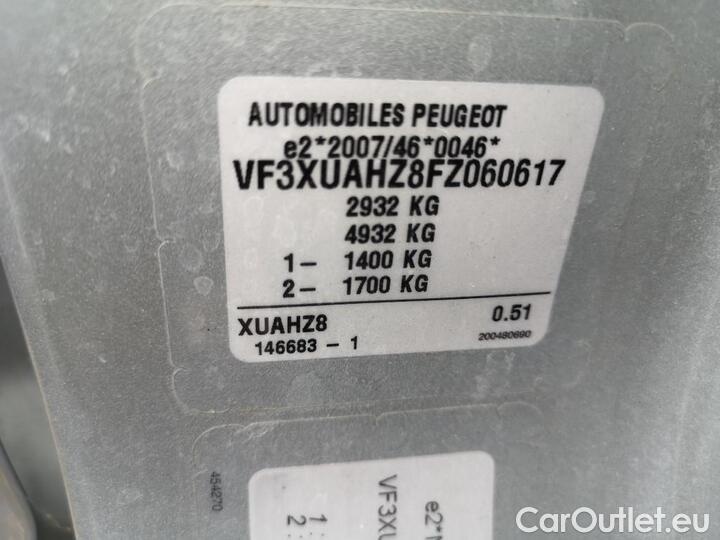 AUTOMOBILES PEUGEOT
e2*2007/46*0046*
VF3XUAHZ8FZ060617
2932 KG
4932 KG
1- 1400 KG
2- 1700 KG
XUAHZ8 0.51
146683 - 1 200480690
454270
e2*
VF3XU
1:
2:
CarOutlet.eu